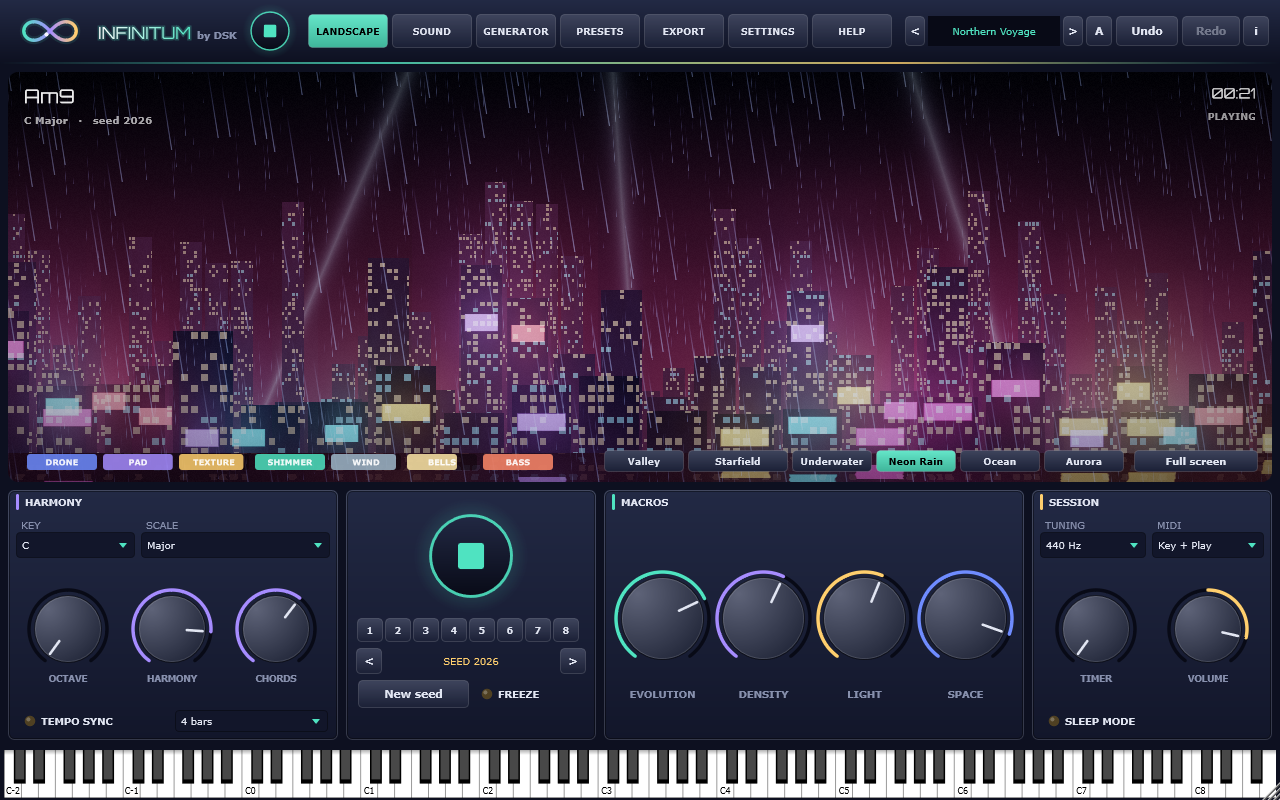 INFINITUM by DSK
LANDSCAPE SOUND GENERATOR PRESETS EXPORT SETTINGS HELP < Northern Voyage > A Undo Redo i
Am9
C Major · seed 2026
00:21
PLAYING
DRONE PAD TEXTURE SHIMMER WIND BELLS BASS Valley Starfield Underwater Neon Rain Ocean Aurora Full screen
HARMONY
KEY SCALE
C Major
OCTAVE HARMONY CHORDS
TEMPO SYNC 4 bars
1 2 3 4 5 6 7 8
< SEED 2026 >
New seed FREEZE
MACROS
EVOLUTION DENSITY LIGHT SPACE
SESSION
TUNING MIDI
440 Hz Key + Play
TIMER VOLUME
SLEEP MODE
C-2 C-1 C0 C1 C2 C3 C4 C5 C6 C7 C8